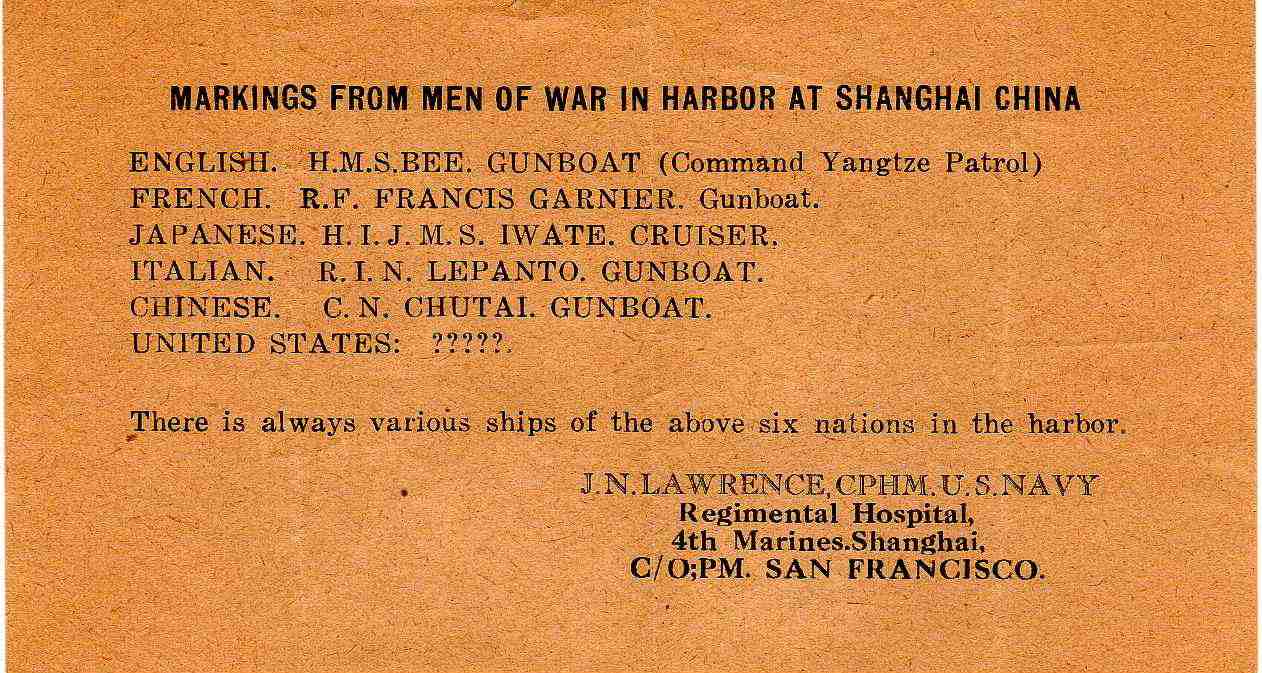 MARKINGS FROM MEN OF WAR IN HARBOR AT SHANGHAI CHINA
ENGLISH. H.M.S.BEE. GUNBOAT (Command Yangtze Patrol)
FRENCH. R.F. FRANCIS GARNIER. Gunboat.
JAPANESE. H.I.J.M.S. IWATE. CRUISER.
ITALIAN. R.I.N. LEPANTO. GUNBOAT.
CHINESE. C.N. CHUTAI. GUNBOAT.
UNITED STATES: ?????.
There is always various ships of the above six nations in the harbor.
J.N.LAWRENCE,CPHM.U.S.NAVY
Regimental Hospital,
4th Marines.Shanghai,
C/O;PM. SAN FRANCISCO.